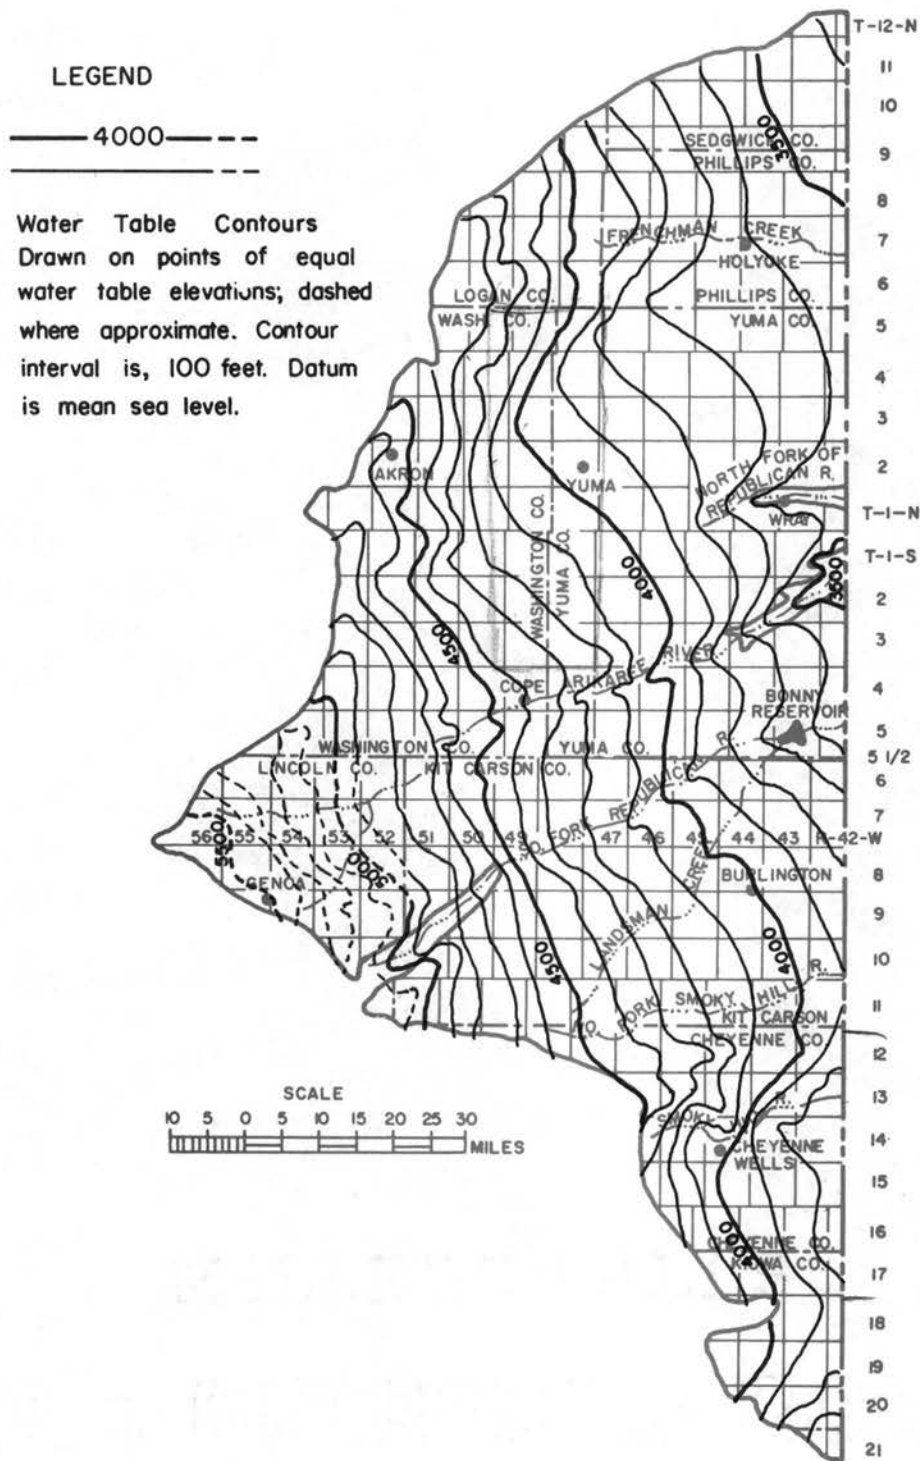 LEGEND
4000
Water Table Contours
Drawn on points of equal
water table elevations; dashed
where approximate. Contour
interval is, 100 feet. Datum
is mean sea level.
T-12-N
11
10
3500
SEDGWICK CO.
PHILLIPS CO.
9
8
FRENCHMAN CREEK
7
HOLYOKE
6
LOGAN CO.
PHILLIPS CO.
WASH. CO.
YUMA CO.
5
4
3
AKRON
YUMA
NORTH FORK OF
REPUBLICAN R.
2
WRAY
T-1-N
WASHINGTON CO.
YUMA CO.
T-1-S
4000
3500
2
4500
3
COPE
ARIKAREE RIVER
4
BONNY
RESERVOIR
5
WASHINGTON CO.
YUMA CO.
5 1/2
LINCOLN CO.
KIT CARSON CO.
6
SO FORK REPUBLICAN R.
7
56 55 54 53 52 51 50 49 47 46 45 44 43 R-42-W
5500
5000
GENOA
BURLINGTON
8
LANDSMAN CREEK
9
4500
4000
10
SO. FORK SMOKY HILL R.
11
KIT CARSON
CHEYENNE CO.
12
SCALE
10 5 0 5 10 15 20 25 30
MILES
SMOKY R.
13
CHEYENNE
WELLS
14
15
4000
16
CHEYENNE CO.
KIOWA CO.
17
18
19
20
21